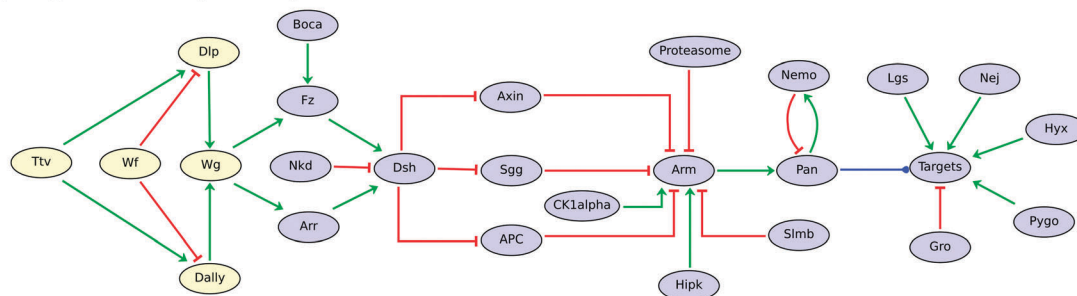 Boca
Dlp
Proteasome
Nemo
Lgs
Nej
Fz
Axin
Hyx
Ttv
Wf
Wg
Nkd
Dsh
Sgg
Arm
Pan
Targets
CK1alpha
Arr
APC
Slmb
Gro
Pygo
Dally
Hipk